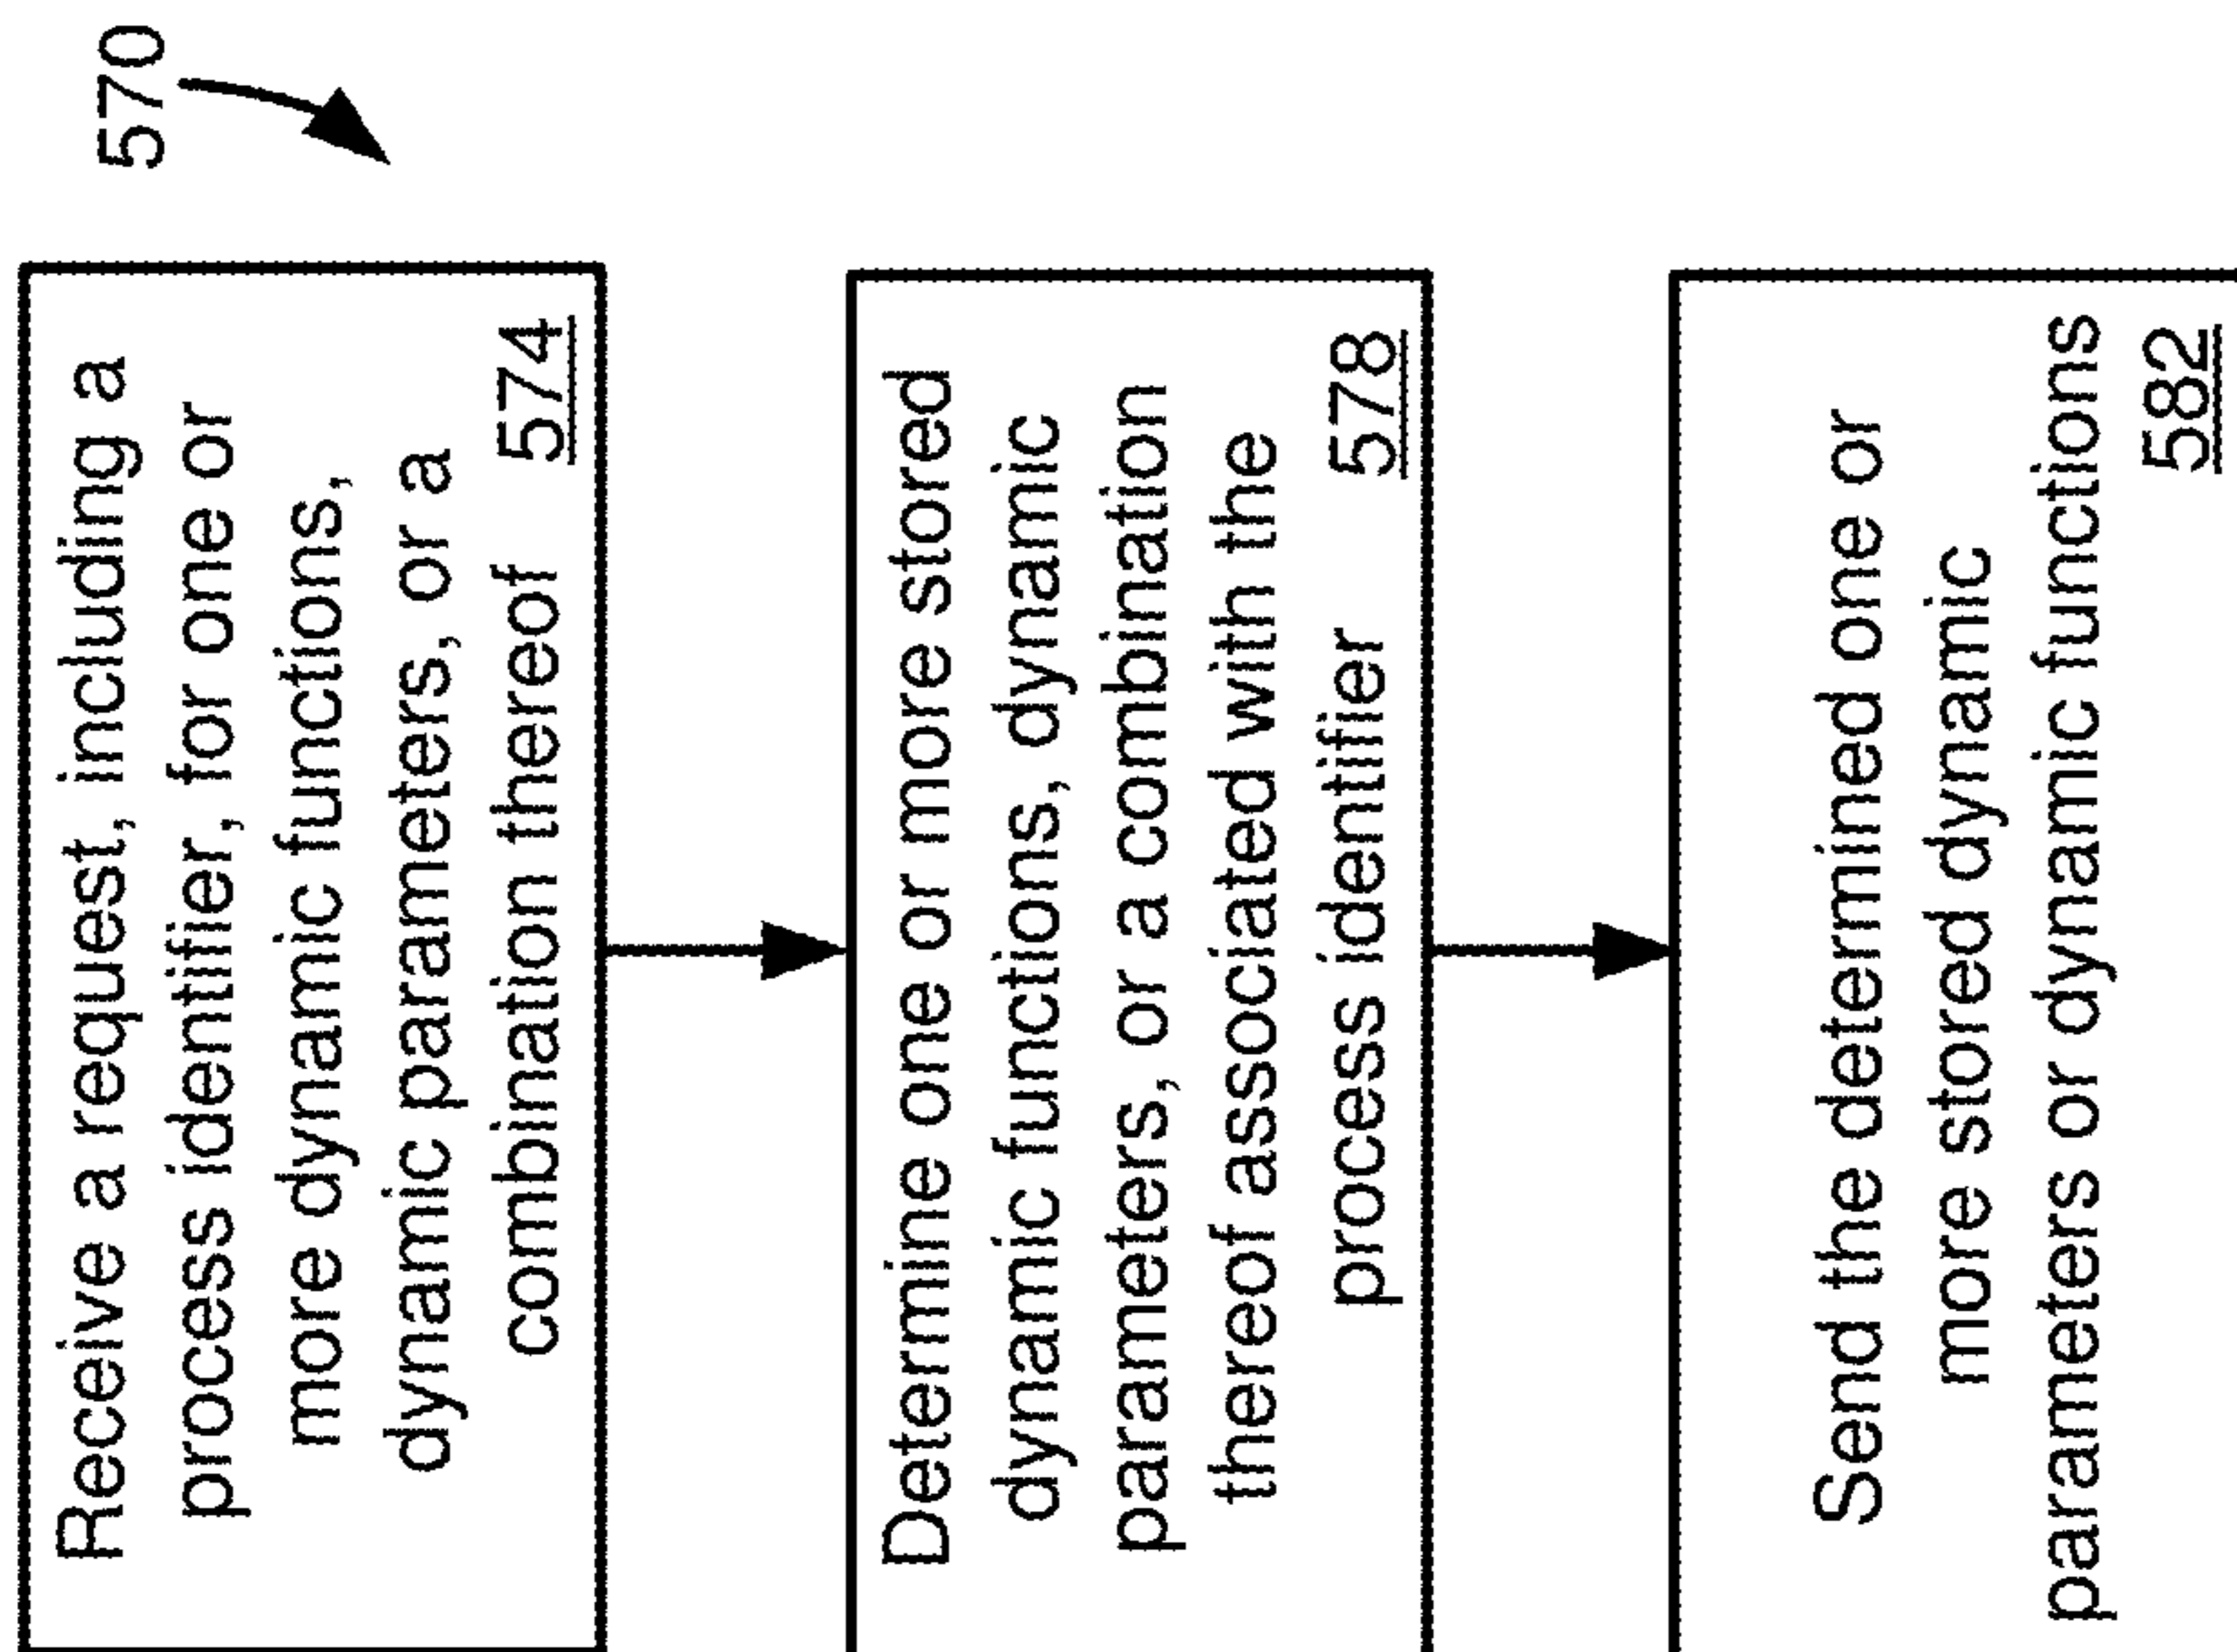 570
Receive a request, including a
process identifier, for one or
more dynamic functions,
dynamic parameters, or a
combination thereof 574
Determine one or more stored
dynamic functions, dynamic
parameters, or a combination
thereof associated with the
process identifier 578
Send the determined one or
more stored dynamic
parameters or dynamic functions
582